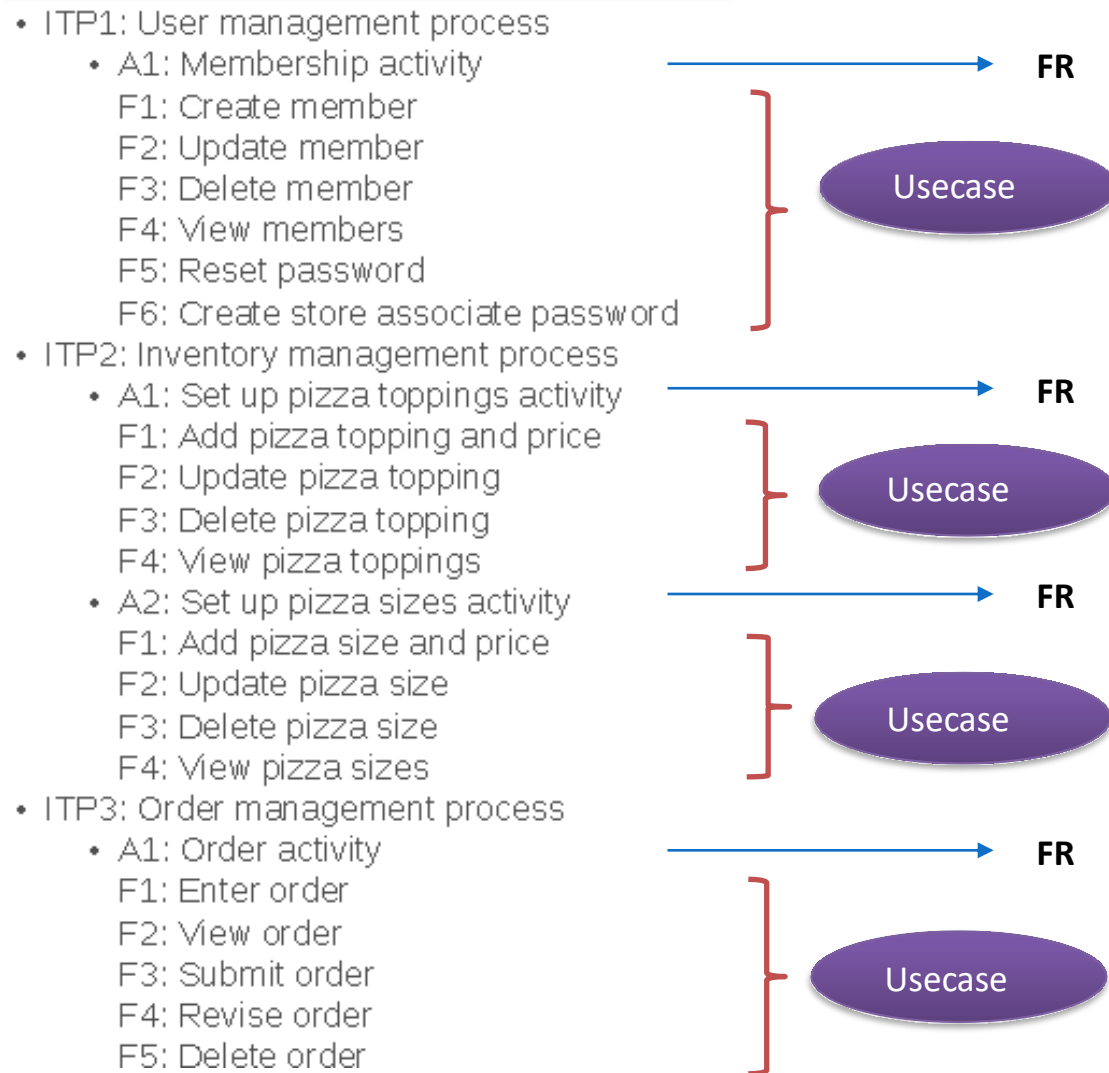 • ITP1: User management process
• A1: Membership activity
FR
F1: Create member
F2: Update member
F3: Delete member
Usecase
F4: View members
F5: Reset password
F6: Create store associate password
• ITP2: Inventory management process
• A1: Set up pizza toppings activity
FR
F1: Add pizza topping and price
F2: Update pizza topping
Usecase
F3: Delete pizza topping
F4: View pizza toppings
• A2: Set up pizza sizes activity
FR
F1: Add pizza size and price
F2: Update pizza size
F3: Delete pizza size
Usecase
F4: View pizza sizes
• ITP3: Order management process
• A1: Order activity
FR
F1: Enter order
F2: View order
F3: Submit order
Usecase
F4: Revise order
F5: Delete order